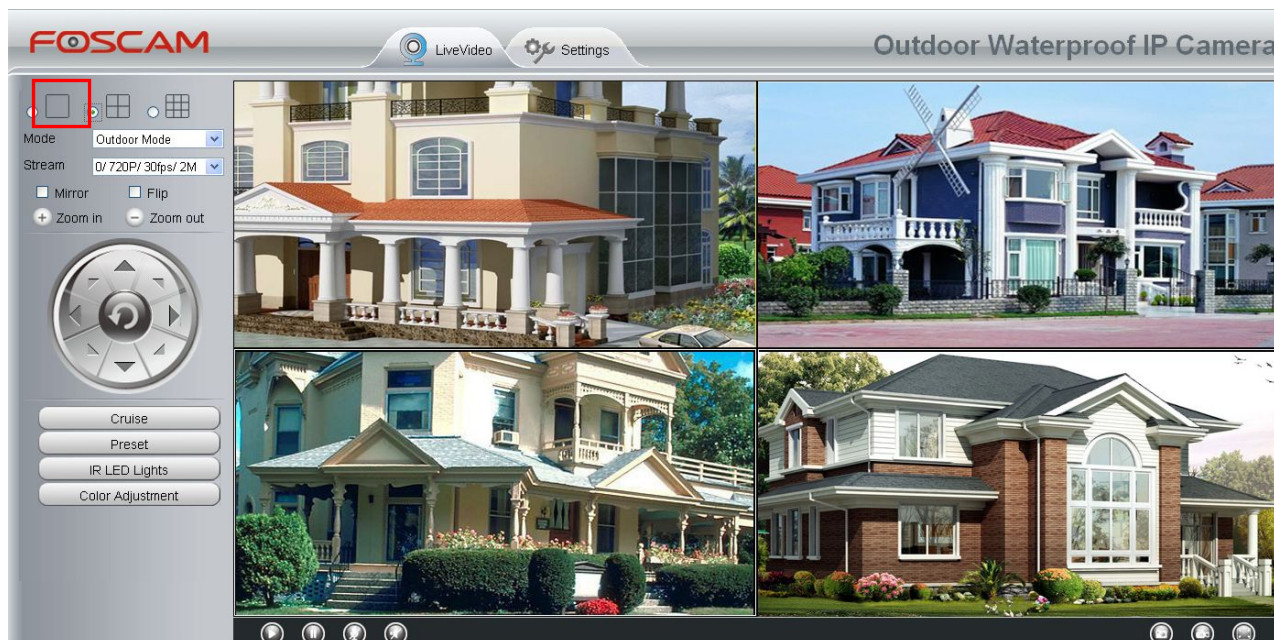 FOSCAM
LiveVideo
Settings
Outdoor Waterproof IP Camera
Mode
Outdoor Mode
Stream
0/ 720P/ 30fps/ 2M
Mirror
Flip
Zoom in
Zoom out
Cruise
Preset
IR LED Lights
Color Adjustment